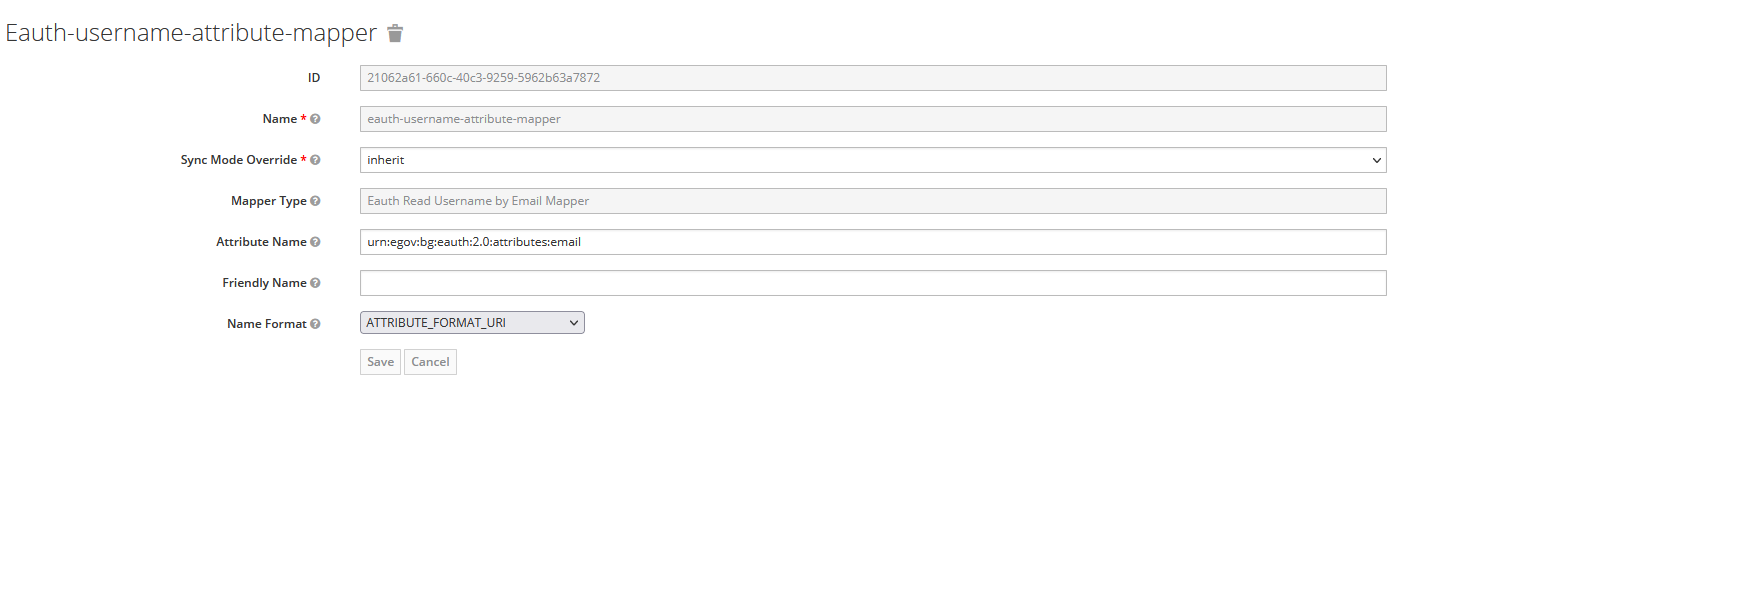 Eauth-username-attribute-mapper
ID 21062a61-660c-40c3-9259-5962b63a7872
Name * eauth-username-attribute-mapper
Sync Mode Override * inherit
Mapper Type Eauth Read Username by Email Mapper
Attribute Name urn:egov:bg:eauth:2.0:attributes:email
Friendly Name
Name Format ATTRIBUTE_FORMAT_URI
Save Cancel